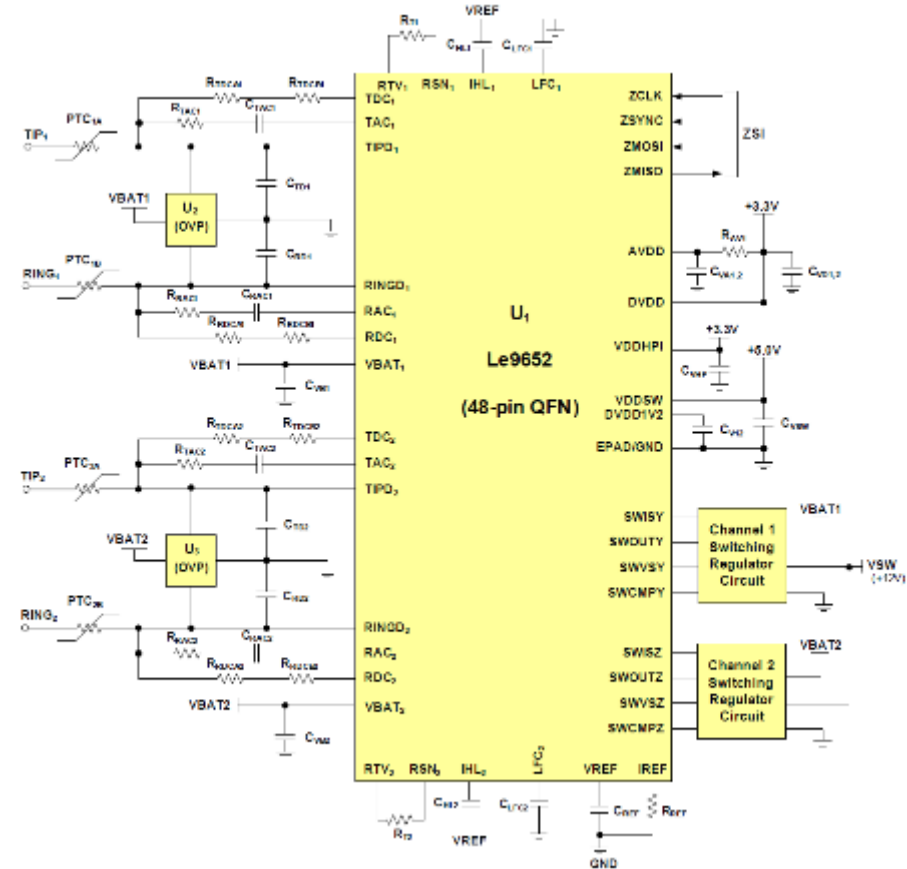 VREF
RT1
CHL1
CLFC1
RTV1 RSN1 IHL1 LFC1
RTDCA1
RTDCB1
TDC1
RTAC1
CTAC1
TAC1
PTC1A
TIP1
TIPD1
VBAT1
U2
(OVP)
CTD1
CRD1
PTC1B
RING1
RINGD1
RRAC1
CRAC1
RAC1
RRDCA1
RRDCB1
RDC1
VBAT1
VBAT1
CVB1
RTDCA2
RTDCB2
TDC2
RTAC2
CTAC2
TAC2
PTC2A
TIP2
TIPD2
VBAT2
U3
(OVP)
CTD2
CRD2
PTC2B
RING2
RINGD2
RRAC2
CRAC2
RAC2
RRDCA2
RRDCB2
RDC2
VBAT2
VBAT2
CVB2
U1
Le9652
(48-pin QFN)
ZCLK
ZSYNC
ZMOSI
ZMISO
ZSI
+3.3V
AVDD
RAV1
CVA1,2
CVD1,2
DVDD
+3.3V
VDDHPI
CVHP
+5.0V
VDDSW
DVDD1V2
CVH2
CVSW
EPAD/GND
SWISY
SWOUTY
SWVSY
SWCMPY
Channel 1
Switching
Regulator
Circuit
VBAT1
VSW
(+12V)
SWISZ
SWOUTZ
SWVSZ
SWCMPZ
Channel 2
Switching
Regulator
Circuit
VBAT2
RTV2 RSN2 IHL2 LFC2 VREF IREF
RT2
CHL2
VREF
CLFC2
CREF
RREF
GND